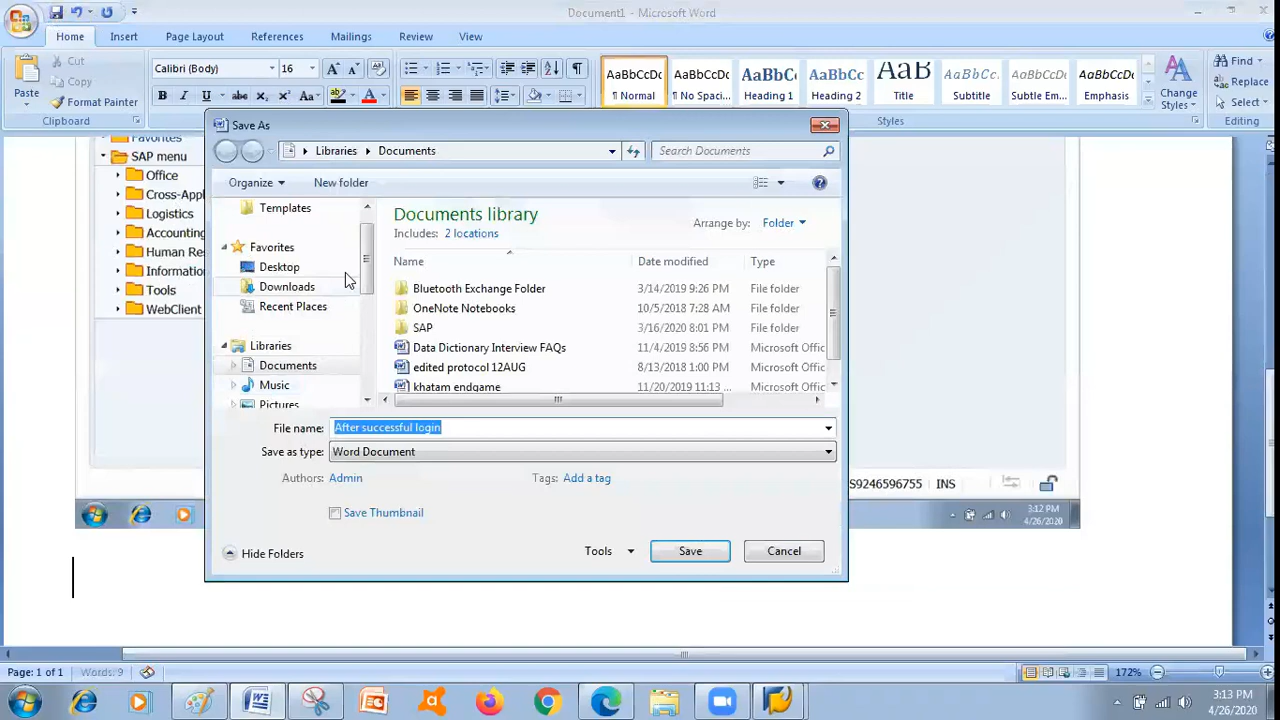 Document1 - Microsoft Word
Home Insert Page Layout References Mailings Review View
Paste
Cut
Copy
Format Painter
Calibri (Body) 16
AaBbCcDc AaBbCcDc AaBbC AaBbCc AaB AaBbCc. AaBbCcDc AaBbCcDc
¶ Normal ¶ No Spaci... Heading 1 Heading 2 Title Subtitle Subtle Em... Emphasis
Change
Styles
Find
Replace
Select
Clipboard Styles Editing
Favorites
SAP menu
Office
Cross-Appl
Logistics
Accounting
Human Re
Informatio
Tools
WebClient
Save As
Libraries Documents
Search Documents
Organize New folder
Templates
Favorites
Desktop
Downloads
Recent Places
Libraries
Documents
Music
Pictures
Documents library
Includes: 2 locations
Arrange by: Folder
Name Date modified Type
Bluetooth Exchange Folder 3/14/2019 9:26 PM File folder
OneNote Notebooks 10/5/2018 7:28 AM File folder
SAP 3/16/2020 8:01 PM File folder
Data Dictionary Interview FAQs 11/4/2019 8:56 PM Microsoft Offic
edited protocol 12AUG 8/13/2018 1:00 PM Microsoft Offic
khatam endgame 11/20/2019 11:13 ... Microsoft Offic
File name: After successful login
Save as type: Word Document
Authors: Admin Tags: Add a tag
Save Thumbnail
Hide Folders Tools Save Cancel
S9246596755 INS
3:12 PM
4/26/2020
Page: 1 of 1 Words: 9 172%
3:13 PM
4/26/2020